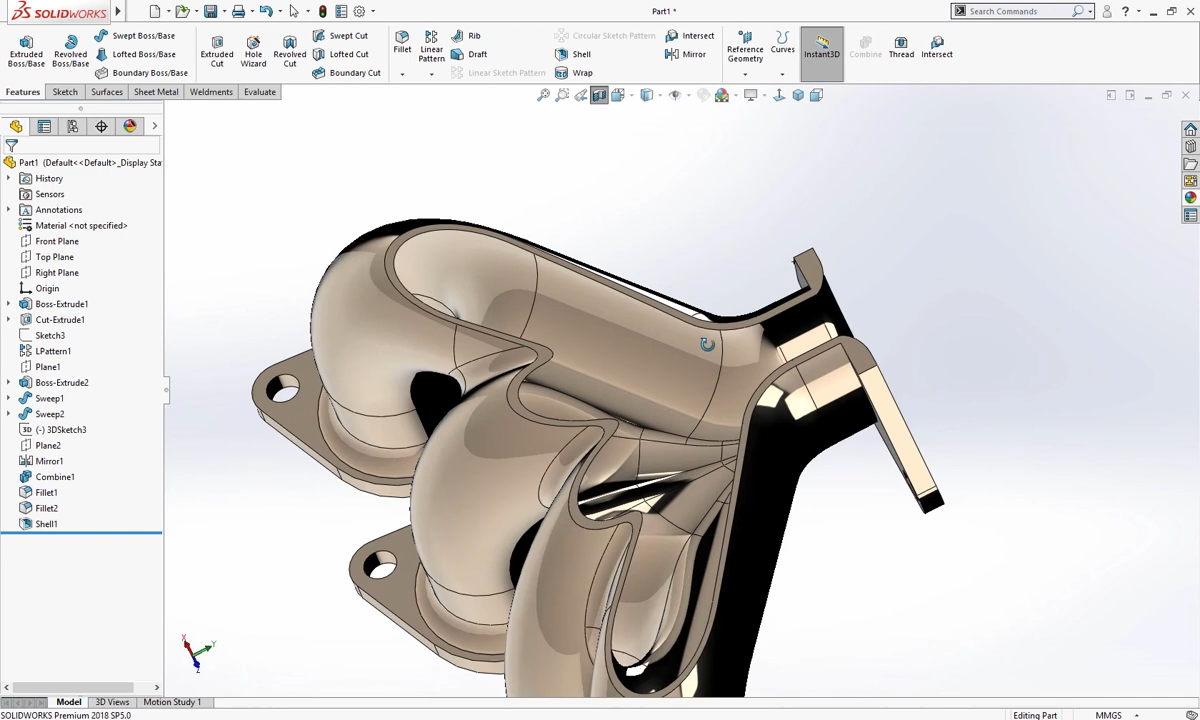 SOLIDWORKS
Part1 *
Search Commands
Extruded Boss/Base
Revolved Boss/Base
Swept Boss/Base
Lofted Boss/Base
Boundary Boss/Base
Extruded Cut
Hole Wizard
Revolved Cut
Swept Cut
Lofted Cut
Boundary Cut
Fillet
Linear Pattern
Rib
Draft
Linear Sketch Pattern
Circular Sketch Pattern
Shell
Wrap
Intersect
Mirror
Reference Geometry
Curves
Instant3D
Combine
Thread
Intersect
Features
Sketch
Surfaces
Sheet Metal
Weldments
Evaluate
Part1 (Default<<Default>_Display Sta
History
Sensors
Annotations
Material <not specified>
Front Plane
Top Plane
Right Plane
Origin
Boss-Extrude1
Cut-Extrude1
Sketch3
LPattern1
Plane1
Boss-Extrude2
Sweep1
Sweep2
3D (-) 3DSketch3
Plane2
Mirror1
Combine1
Fillet1
Fillet2
Shell1
X
Y
Z
Model
3D Views
Motion Study 1
SOLIDWORKS Premium 2018 SP5.0
Editing Part
MMGS